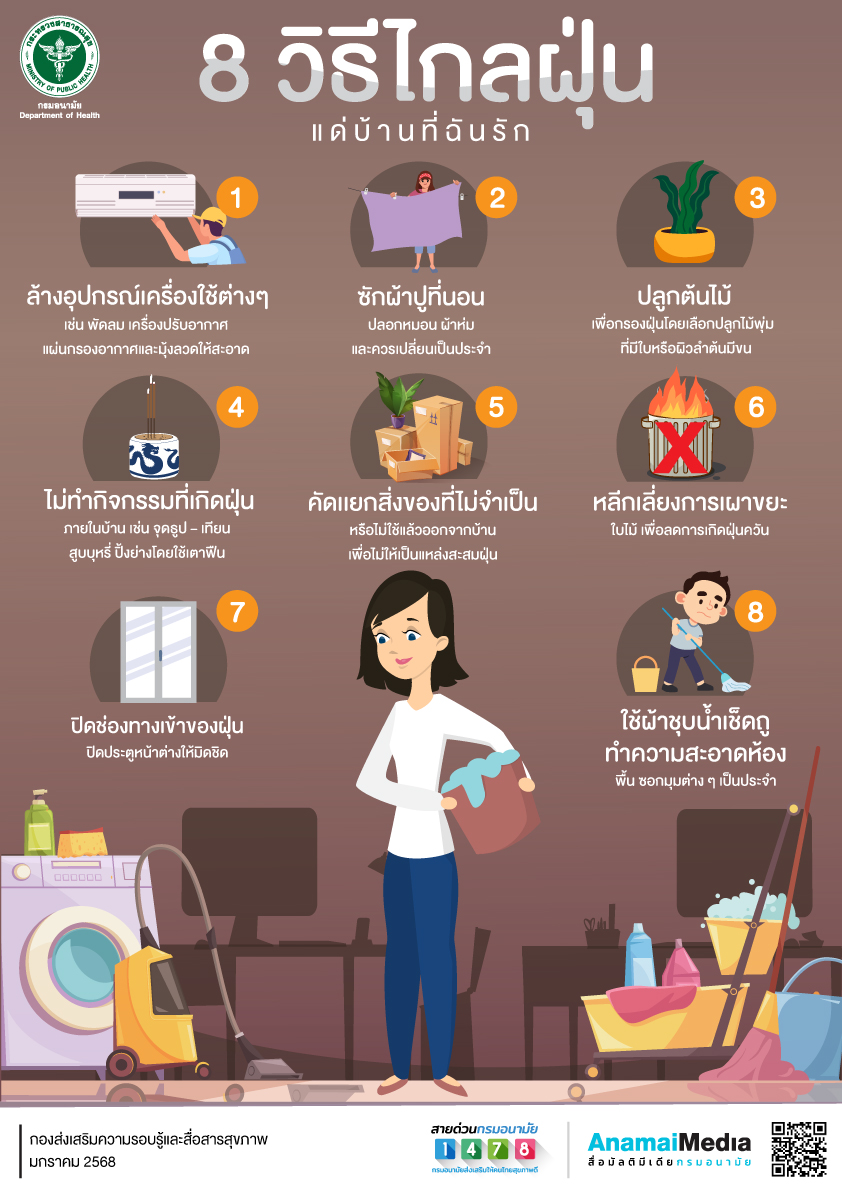 กระทรวงสาธารณสุข
MINISTRY OF PUBLIC HEALTH
กรมอนามัย
Department of Health
8 วิธีไกลฝุ่น
แด่บ้านที่ฉันรัก
1
ล้างอุปกรณ์เครื่องใช้ต่างๆ
เช่น พัดลม เครื่องปรับอากาศ
แผ่นกรองอากาศและมุ้งลวดให้สะอาด
2
ซักผ้าปูที่นอน
ปลอกหมอน ผ้าห่ม
และควรเปลี่ยนเป็นประจำ
3
ปลูกต้นไม้
เพื่อกรองฝุ่นโดยเลือกปลูกไม้พุ่ม
ที่มีใบหรือผิวลำต้นมีขน
4
ไม่ทำกิจกรรมที่เกิดฝุ่น
ภายในบ้าน เช่น จุดธูป – เทียน
สูบบุหรี่ ปิ้งย่างโดยใช้เตาฟืน
5
คัดแยกสิ่งของที่ไม่จำเป็น
หรือไม่ใช้แล้วออกจากบ้าน
เพื่อไม่ให้เป็นแหล่งสะสมฝุ่น
6
หลีกเลี่ยงการเผาขยะ
ใบไม้ เพื่อลดการเกิดฝุ่นควัน
7
ปิดช่องทางเข้าของฝุ่น
ปิดประตูหน้าต่างให้มิดชิด
8
ใช้ผ้าชุบน้ำเช็ดถู
ทำความสะอาดห้อง
พื้น ซอกมุมต่าง ๆ เป็นประจำ
กองส่งเสริมความรอบรู้และสื่อสารสุขภาพ
มกราคม 2568
สายด่วนกรมอนามัย
1 4 7 8
กรมอนามัยส่งเสริมให้คนไทยสุขภาพดี
AnamaiMedia
สื่อมัลติมีเดียกรมอนามัย